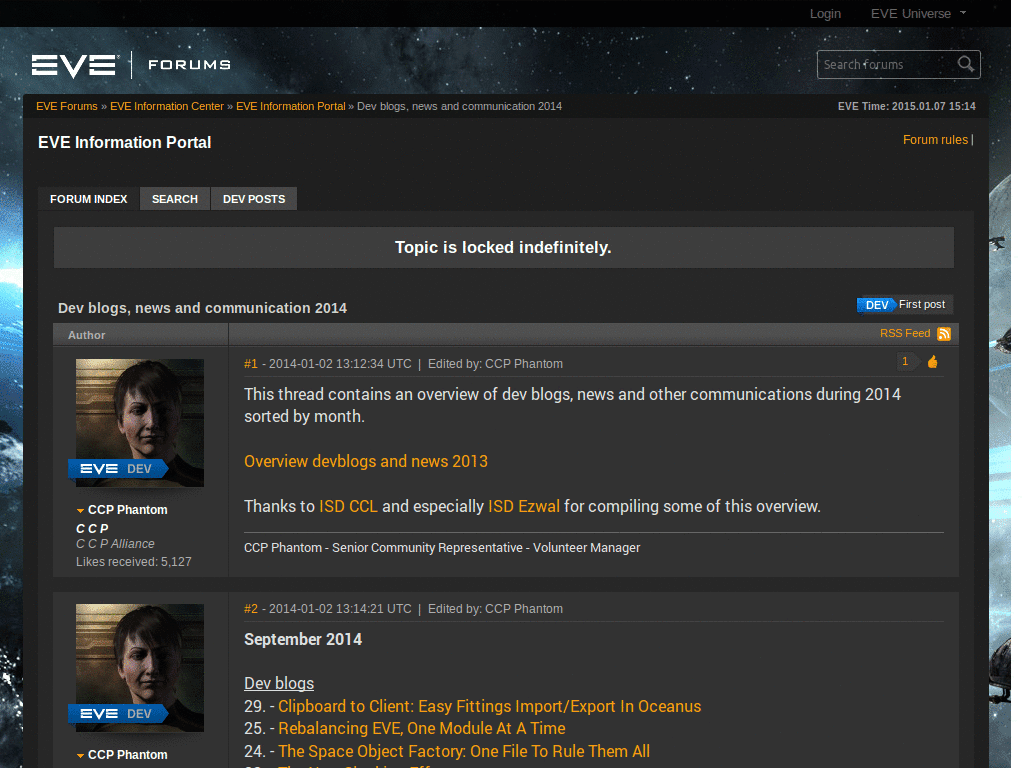 Login EVE Universe
EVE FORUMS
Search forums
EVE Forums » EVE Information Center » EVE Information Portal » Dev blogs, news and communication 2014
EVE Time: 2015.01.07 15:14
EVE Information Portal
Forum rules |
FORUM INDEX SEARCH DEV POSTS
Topic is locked indefinitely.
Dev blogs, news and communication 2014
DEV First post
Author
RSS Feed
#1 - 2014-01-02 13:12:34 UTC | Edited by: CCP Phantom
1
This thread contains an overview of dev blogs, news and other communications during 2014
sorted by month.
Overview devblogs and news 2013
Thanks to ISD CCL and especially ISD Ezwal for compiling some of this overview.
CCP Phantom - Senior Community Representative - Volunteer Manager
EVE DEV
CCP Phantom
C C P
C C P Alliance
Likes received: 5,127
#2 - 2014-01-02 13:14:21 UTC | Edited by: CCP Phantom
September 2014
Dev blogs
29. - Clipboard to Client: Easy Fittings Import/Export In Oceanus
25. - Rebalancing EVE, One Module At A Time
24. - The Space Object Factory: One File To Rule Them All
EVE DEV
CCP Phantom